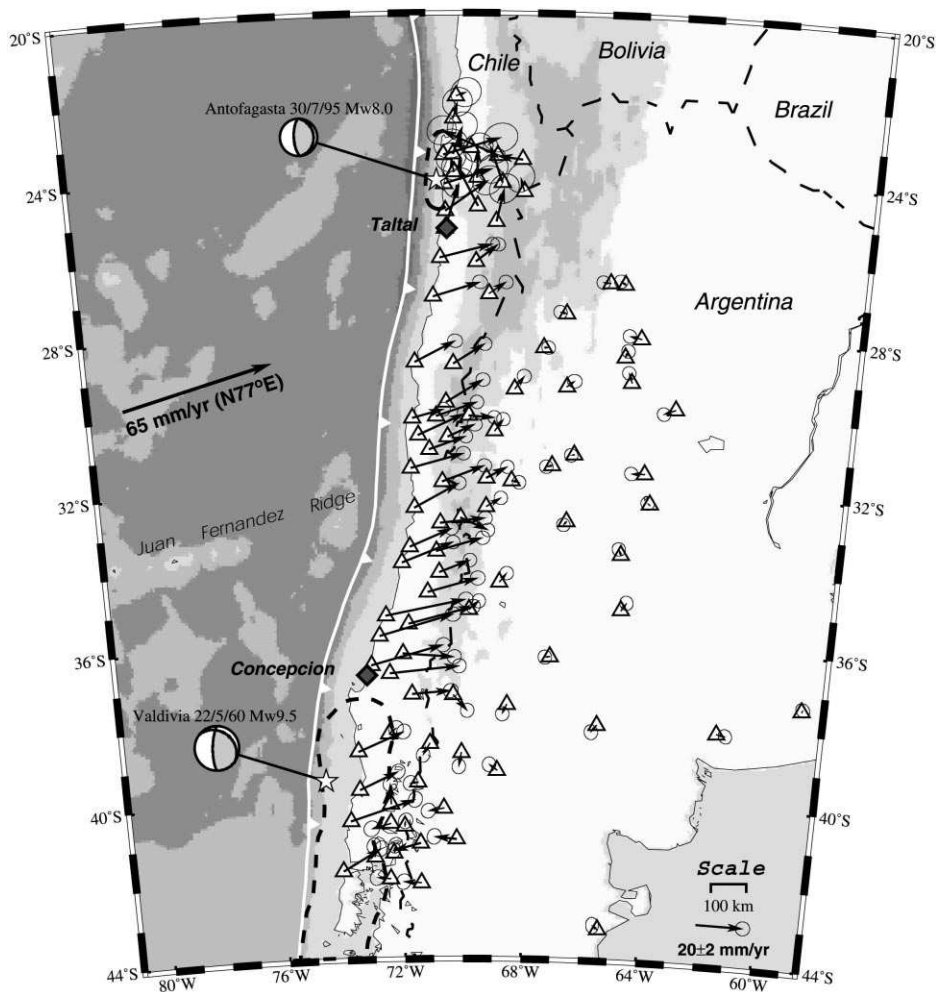 20°S
20°S
Chile
Bolivia
Brazil
Antofagasta 30/7/95 Mw8.0
24°S
24°S
Taltal
Argentina
28°S
28°S
65 mm/yr (N77°E)
32°S
32°S
Juan Fernandez Ridge
36°S
36°S
Concepcion
Valdivia 22/5/60 Mw9.5
40°S
40°S
Scale
100 km
20±2 mm/yr
44°S
44°S
80°W
76°W
72°W
68°W
64°W
60°W